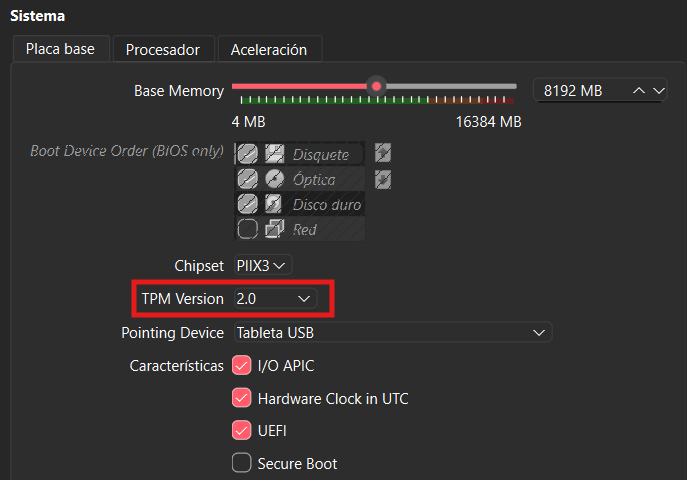 Sistema
Placa base Procesador Aceleración
Base Memory 8192 MB
4 MB 16384 MB
Boot Device Order (BIOS only) Disquete
Óptica
Disco duro
Red
Chipset PIIX3
TPM Version 2.0
Pointing Device Tableta USB
Características I/O APIC
Hardware Clock in UTC
UEFI
Secure Boot